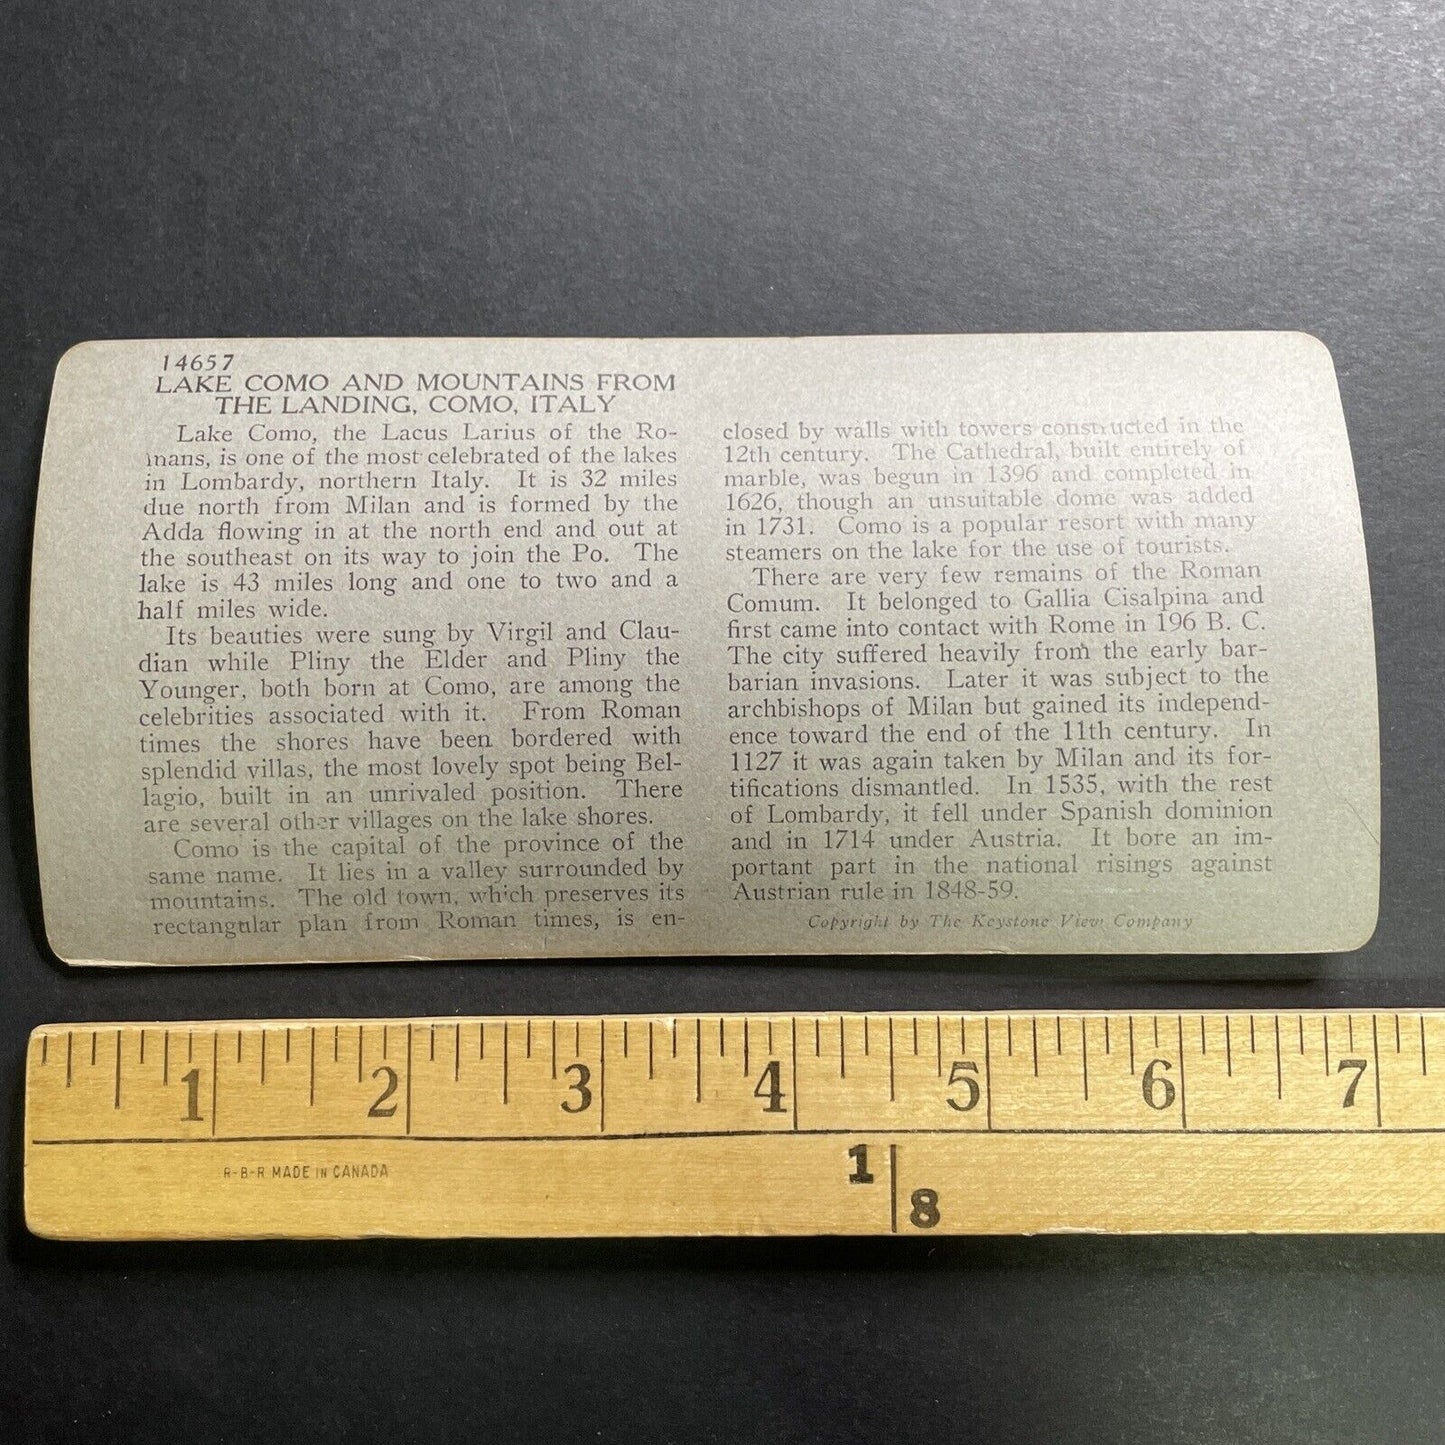 14657
LAKE COMO AND MOUNTAINS FROM
THE LANDING, COMO, ITALY
Lake Como, the Lacus Larius of the Ro-
mans, is one of the most celebrated of the lakes
in Lombardy, northern Italy. It is 32 miles
due north from Milan and is formed by the
Adda flowing in at the north end and out at
the southeast on its way to join the Po. The
lake is 43 miles long and one to two and a
half miles wide.
Its beauties were sung by Virgil and Clau-
dian while Pliny the Elder and Pliny the
Younger, both born at Como, are among the
celebrities associated with it. From Roman
times the shores have been bordered with
splendid villas, the most lovely spot being Bel-
lagio, built in an unrivaled position. There
are several other villages on the lake shores.
Como is the capital of the province of the
same name. It lies in a valley surrounded by
mountains. The old town, which preserves its
rectangular plan from Roman times, is en-
closed by walls with towers constructed in the
12th century. The Cathedral, built entirely of
marble, was begun in 1396 and completed in
1626, though an unsuitable dome was added
in 1731. Como is a popular resort with many
steamers on the lake for the use of tourists.
There are very few remains of the Roman
Comum. It belonged to Gallia Cisalpina and
first came into contact with Rome in 196 B. C.
The city suffered heavily from the early bar-
barian invasions. Later it was subject to the
archbishops of Milan but gained its independ-
ence toward the end of the 11th century. In
1127 it was again taken by Milan and its for-
tifications dismantled. In 1535, with the rest
of Lombardy, it fell under Spanish dominion
and in 1714 under Austria. It bore an im-
portant part in the national risings against
Austrian rule in 1848-59.
Copyright by The Keystone View Company
1 2 3 4 5 6 7
R-B-R MADE IN CANADA
1
8